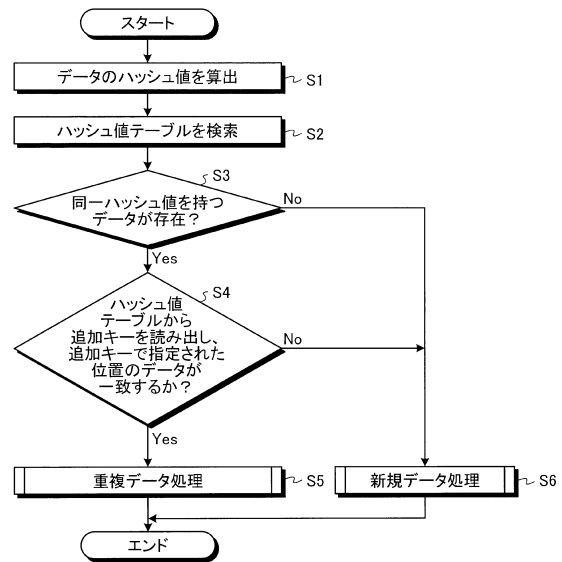 スタート
データのハッシュ値を算出
S1
ハッシュ値テーブルを検索
S2
S3
同一ハッシュ値を持つ
データが存在？
No
Yes
S4
ハッシュ値
テーブルから
追加キーを読み出し、
追加キーで指定された
位置のデータが
一致するか？
No
Yes
重複データ処理
S5
新規データ処理
S6
エンド